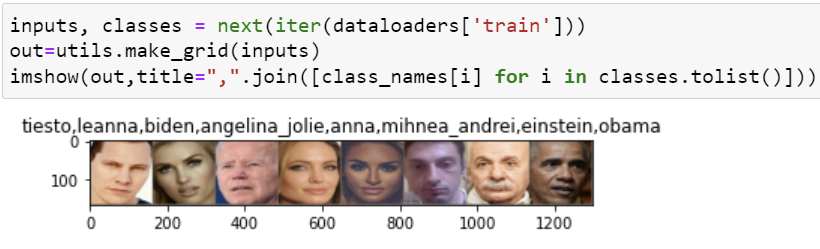 inputs, classes = next(iter(dataloaders['train']))
out=utils.make_grid(inputs)
imshow(out,title=",".join([class_names[i] for i in classes.tolist()]))
tiesto,leanna,biden,angelina_jolie,anna,mihnea_andrei,einstein,obama
0
100
0 200 400 600 800 1000 1200